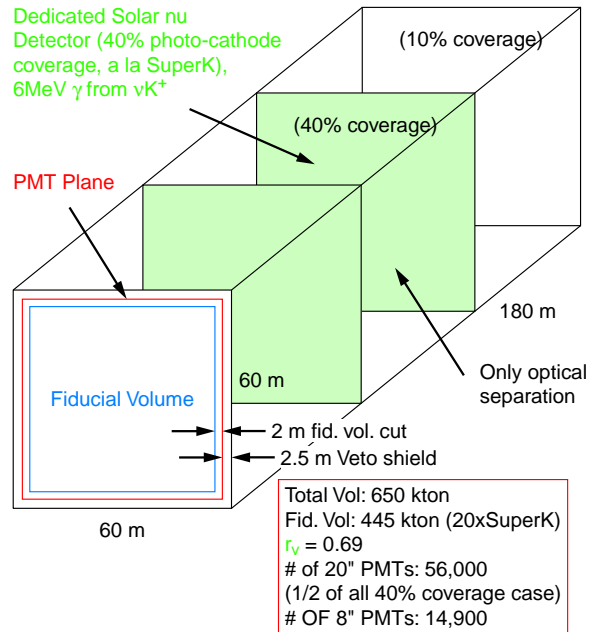 Dedicated Solar nu
Detector (40% photo-cathode
coverage, a la SuperK),
6MeV γ from νK+
(10% coverage)
(40% coverage)
PMT Plane
180 m
60 m
Only optical
separation
Fiducial Volume
2 m fid. vol. cut
2.5 m Veto shield
60 m
Total Vol: 650 kton
Fid. Vol: 445 kton (20xSuperK)
rv = 0.69
# of 20" PMTs: 56,000
(1/2 of all 40% coverage case)
# OF 8" PMTs: 14,900